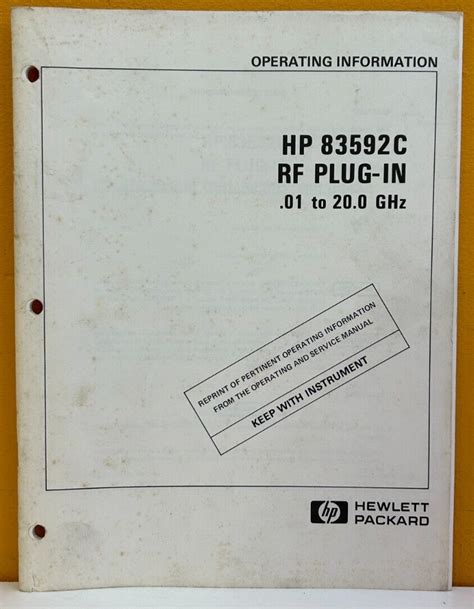 OPERATING INFORMATION
HP 83592C
RF PLUG-IN
.01 to 20.0 GHz
REPRINT OF PERTINENT OPERATING INFORMATION
FROM THE OPERATING AND SERVICE MANUAL
KEEP WITH INSTRUMENT
hp HEWLETT
PACKARD